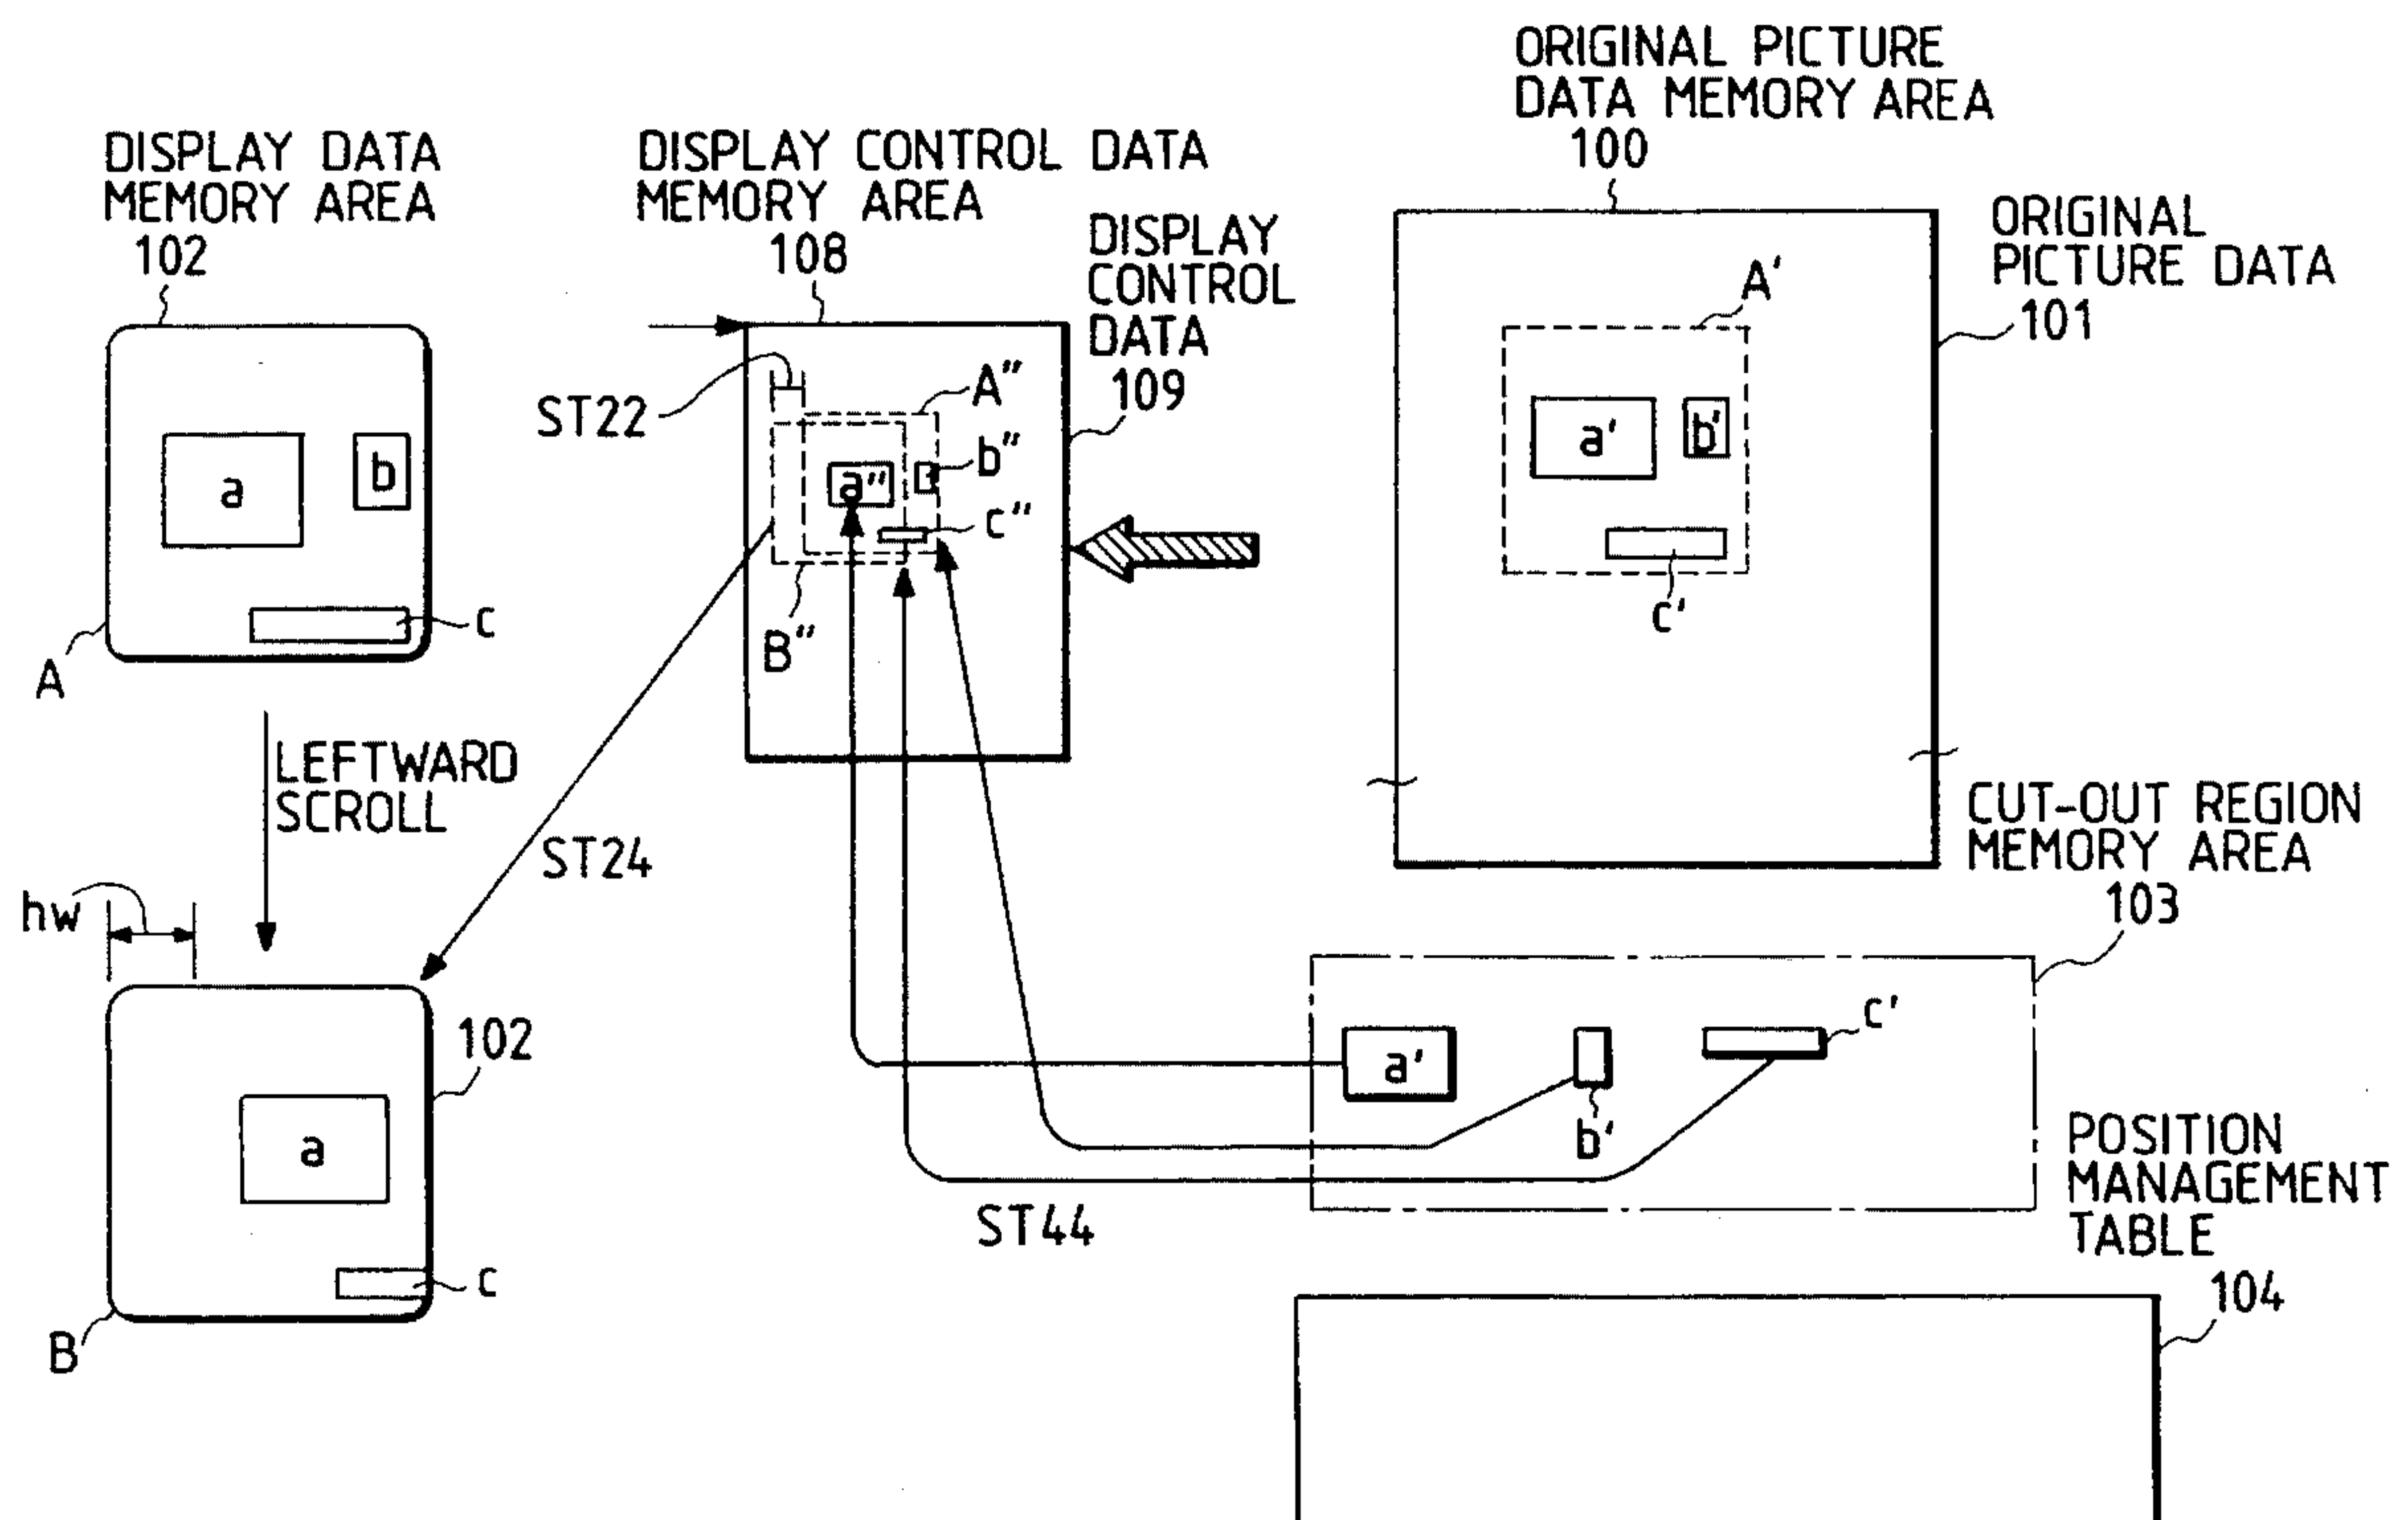 ORIGINAL PICTURE
DATA MEMORY AREA
100
DISPLAY DATA
MEMORY AREA
102
DISPLAY CONTROL DATA
MEMORY AREA
108
DISPLAY
CONTROL
DATA
109
ORIGINAL
PICTURE DATA
101
A'
a'
b'
c'
ST22
A"
b"
a"
c"
B"
a
b
c
A
LEFTWARD
SCROLL
ST24
hw
102
a
c
B
CUT-OUT REGION
MEMORY AREA
103
a'
b'
c'
ST44
POSITION
MANAGEMENT
TABLE
104